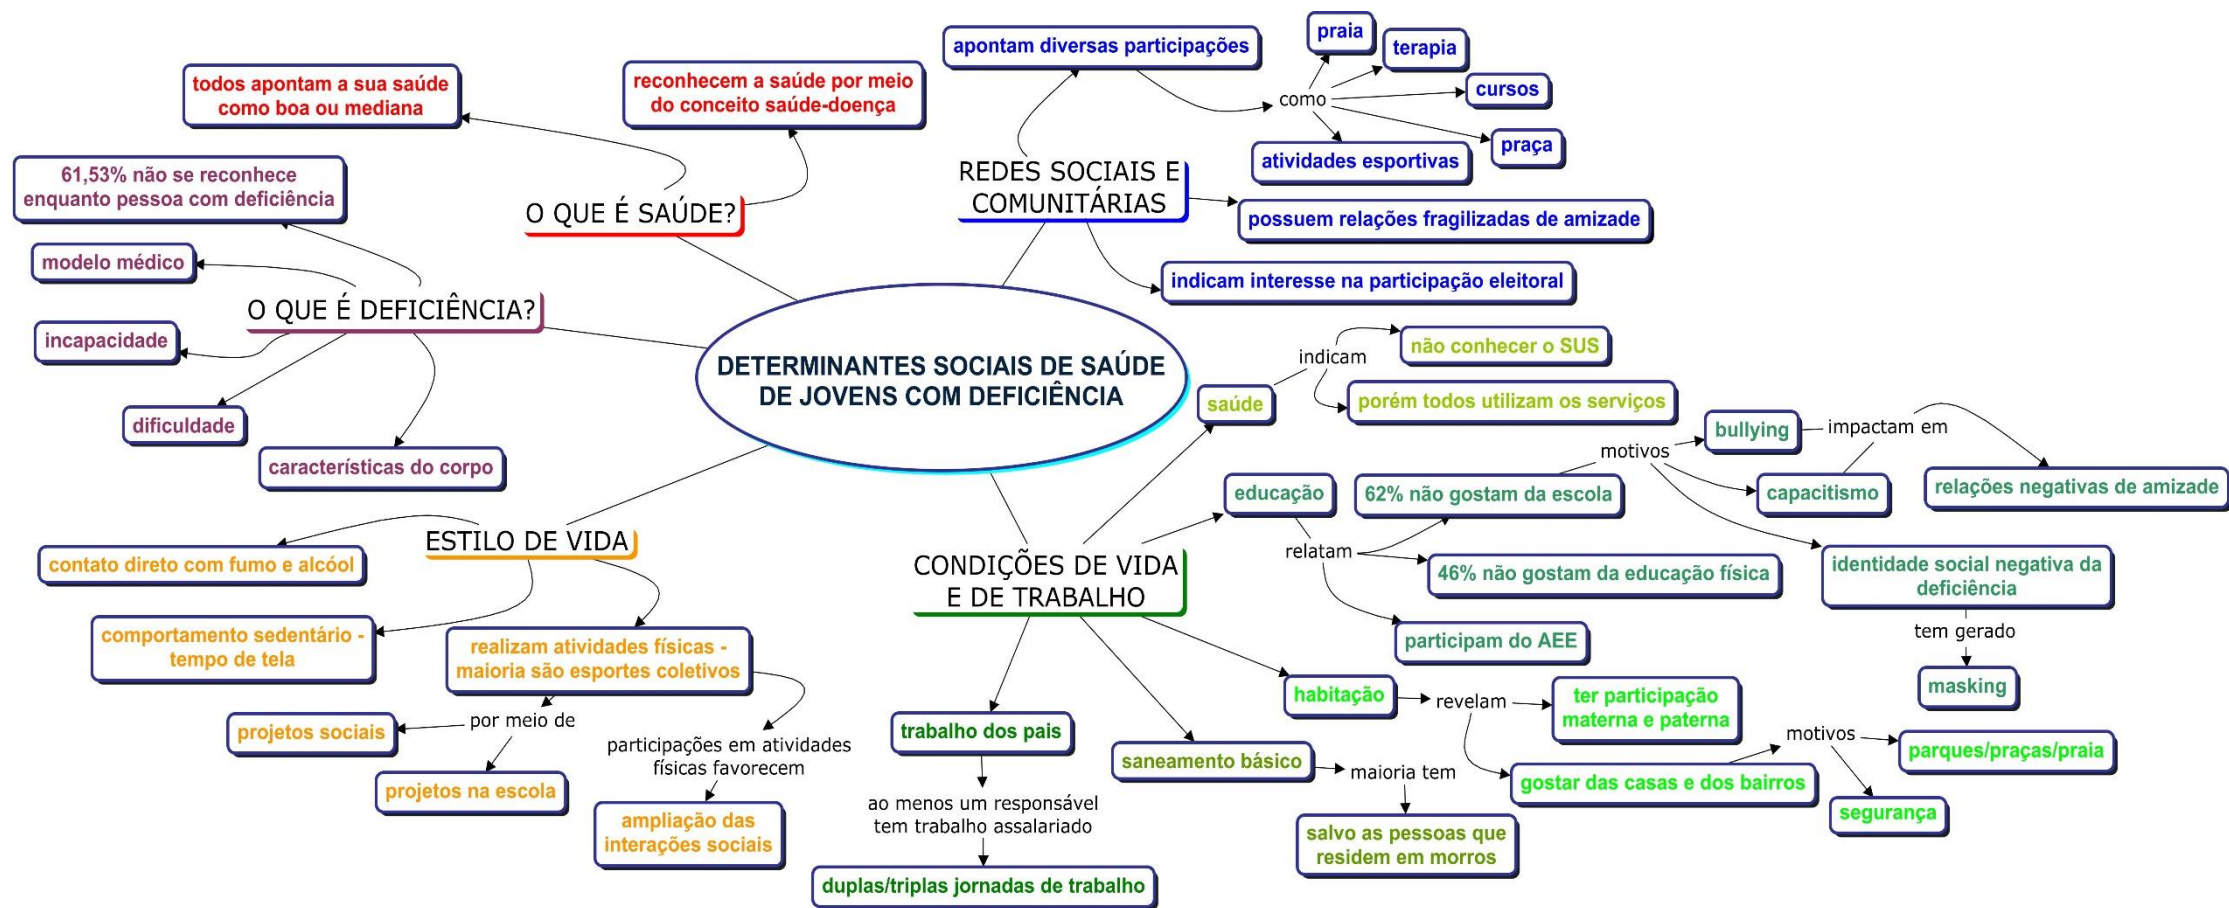 DETERMINANTES SOCIAIS DE SAÚDE
DE JOVENS COM DEFICIÊNCIA
O QUE É SAÚDE?
todos apontam a sua saúde
como boa ou mediana
reconhecem a saúde por meio
do conceito saúde-doença
O QUE É DEFICIÊNCIA?
61,53% não se reconhece
enquanto pessoa com deficiência
modelo médico
incapacidade
dificuldade
características do corpo
ESTILO DE VIDA
contato direto com fumo e alcóol
comportamento sedentário -
tempo de tela
realizam atividades físicas -
maioria são esportes coletivos
por meio de
projetos sociais
projetos na escola
participações em atividades
físicas favorecem
ampliação das
interações sociais
REDES SOCIAIS E
COMUNITÁRIAS
apontam diversas participações
como
praia
terapia
cursos
praça
atividades esportivas
possuem relações fragilizadas de amizade
indicam interesse na participação eleitoral
CONDIÇÕES DE VIDA
E DE TRABALHO
saúde
indicam
não conhecer o SUS
porém todos utilizam os serviços
educação
relatam
62% não gostam da escola
motivos
bullying
capacitismo
impactam em
relações negativas de amizade
identidade social negativa da
deficiência
tem gerado
masking
46% não gostam da educação física
participam do AEE
habitação
revelam
ter participação
materna e paterna
gostar das casas e dos bairros
motivos
parques/praças/praia
segurança
saneamento básico
maioria tem
salvo as pessoas que
residem em morros
trabalho dos pais
ao menos um responsável
tem trabalho assalariado
duplas/triplas jornadas de trabalho